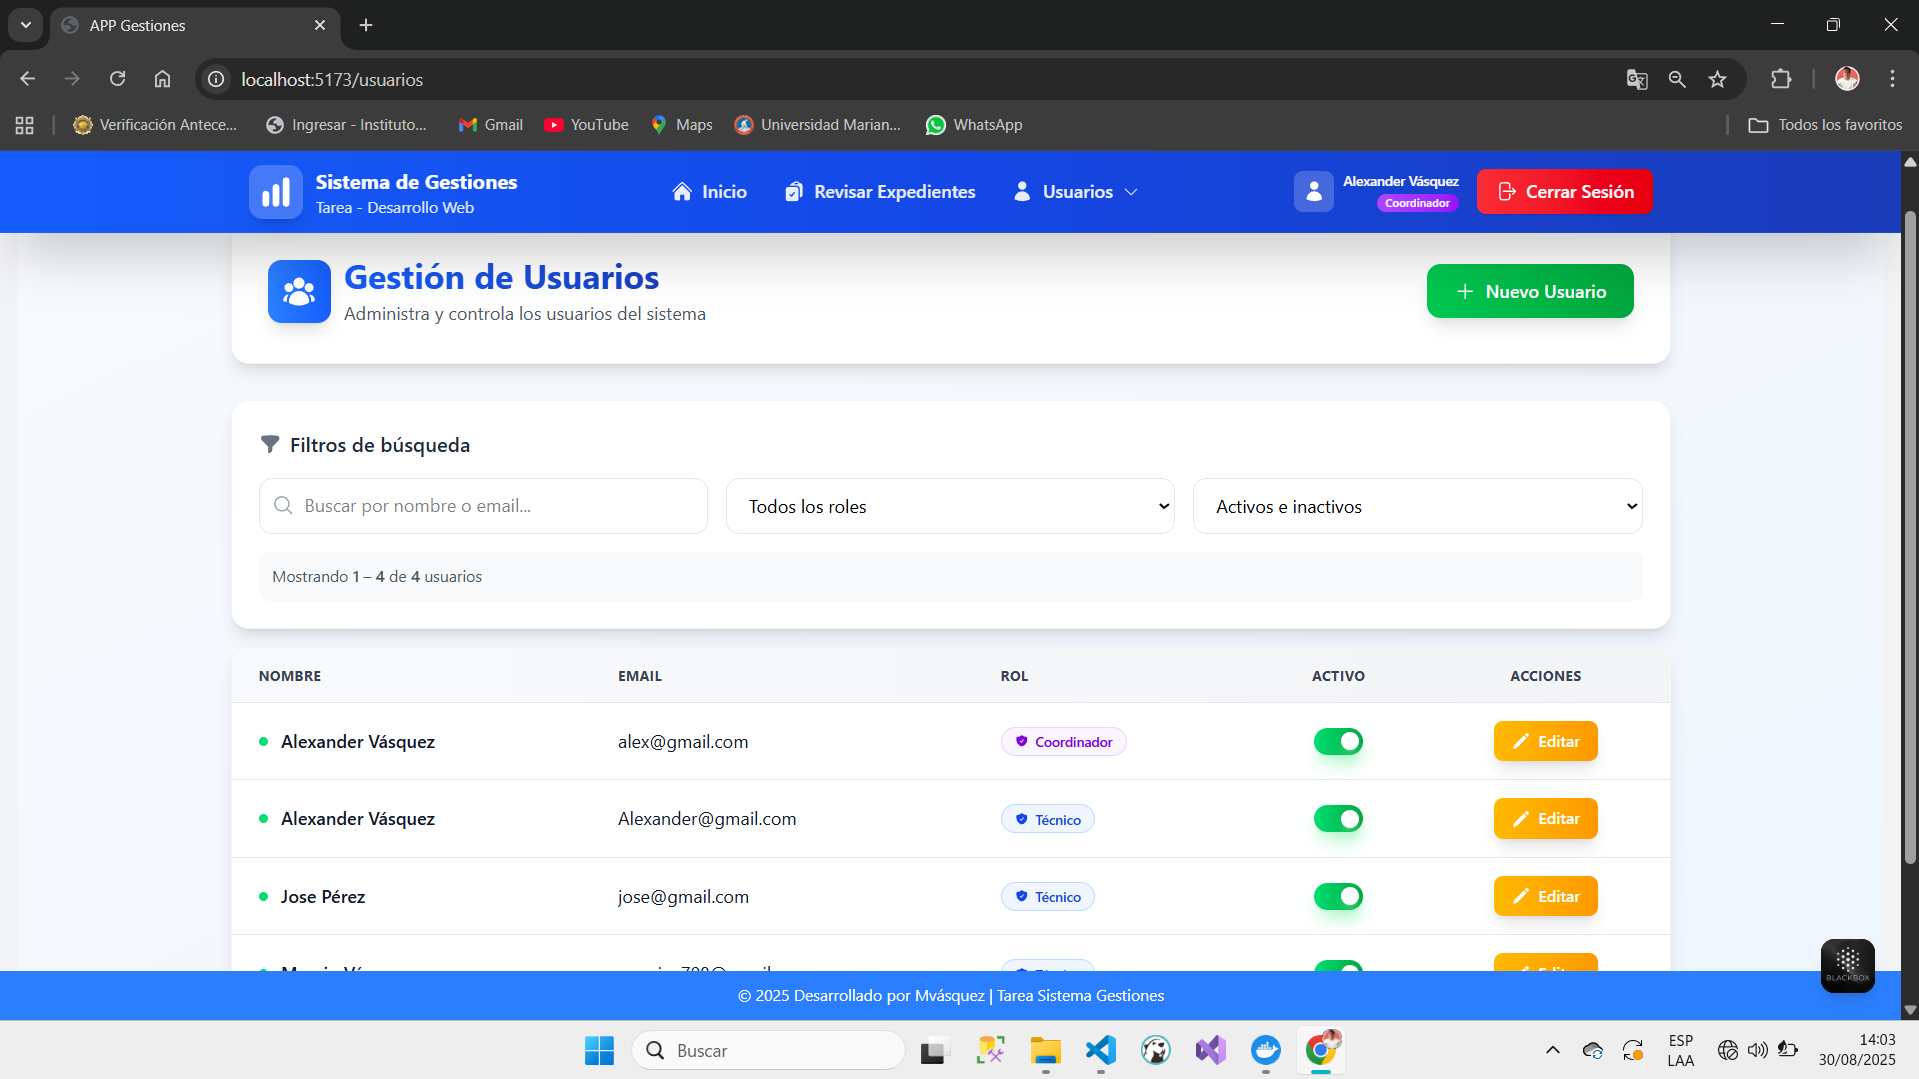 APP Gestiones
localhost:5173/usuarios
Verificación Antece...
Ingresar - Instituto...
Gmail
YouTube
Maps
Universidad Marian...
WhatsApp
Todos los favoritos
Sistema de Gestiones
Tarea - Desarrollo Web
Inicio
Revisar Expedientes
Usuarios
Alexander Vásquez
Coordinador
Cerrar Sesión
Gestión de Usuarios
Administra y controla los usuarios del sistema
Nuevo Usuario
Filtros de búsqueda
Buscar por nombre o email...
Todos los roles
Activos e inactivos
Mostrando 1 – 4 de 4 usuarios
NOMBRE EMAIL ROL ACTIVO ACCIONES
Alexander Vásquez alex@gmail.com Coordinador Editar
Alexander Vásquez Alexander@gmail.com Técnico Editar
Jose Pérez jose@gmail.com Técnico Editar
BLACKBOX
© 2025 Desarrollado por Mvásquez | Tarea Sistema Gestiones
Buscar
ESP
LAA
14:03
30/08/2025